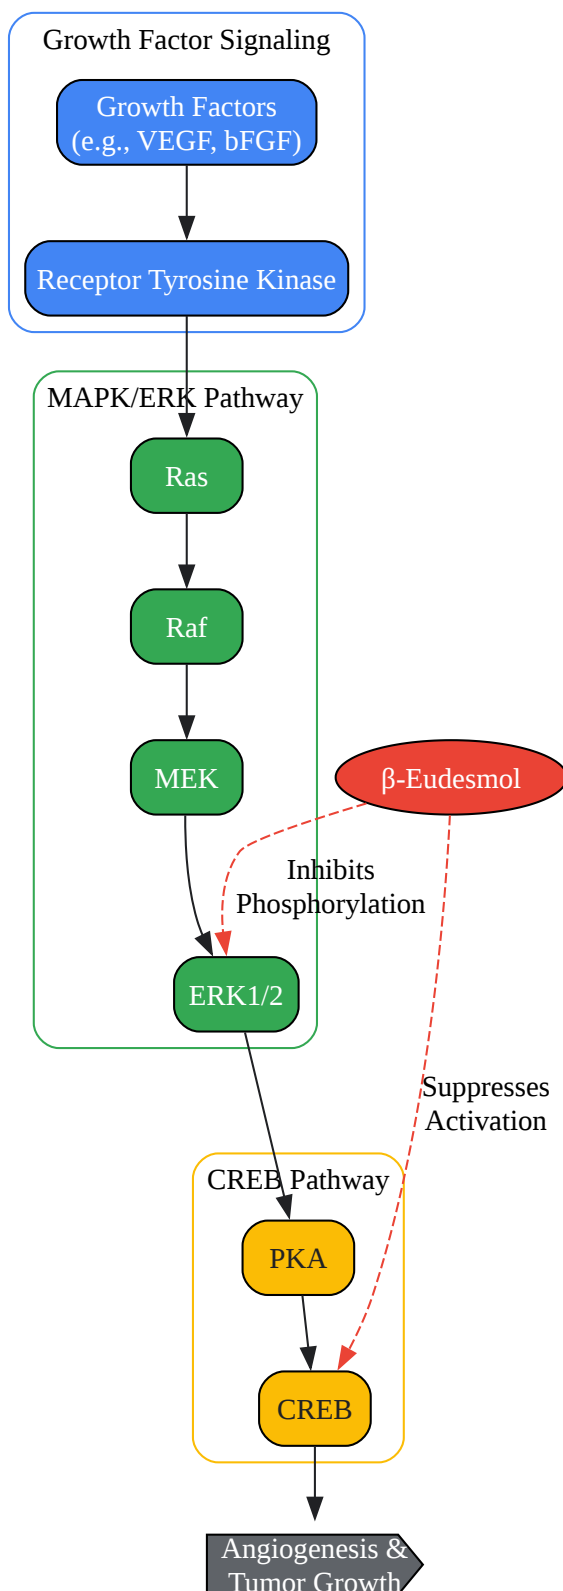 Growth Factor Signaling
Growth Factors
(e.g., VEGF, bFGF)
Receptor Tyrosine Kinase
MAPK/ERK Pathway
Ras
Raf
MEK
β-Eudesmol
Inhibits
Phosphorylation
ERK1/2
Suppresses
Activation
CREB Pathway
PKA
CREB
Angiogenesis &
Tumor Growth